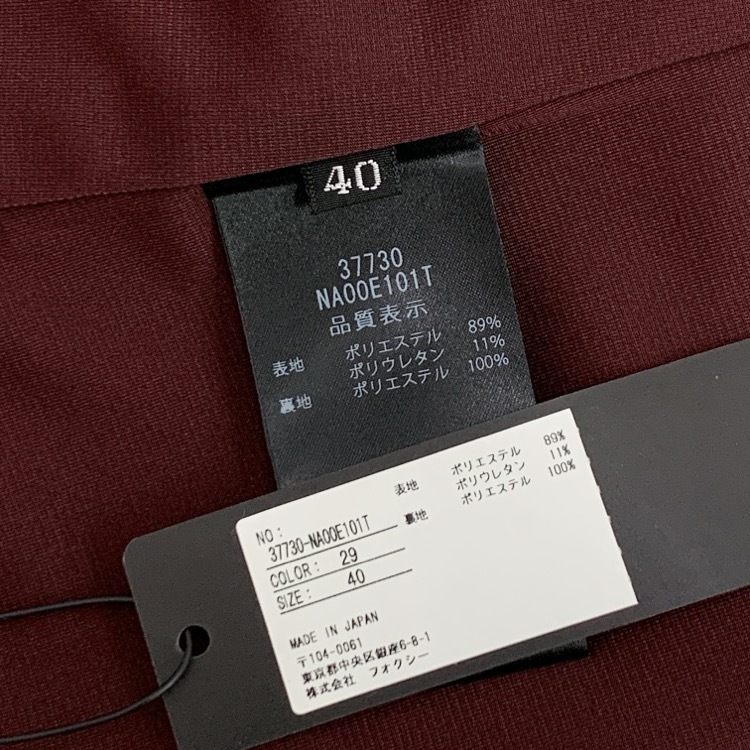 40
37730
NA00E101T
品質表示
表地 ポリエステル 89%
ポリウレタン 11%
裏地 ポリエステル 100%
表地 ポリエステル 89%
ポリウレタン 11%
裏地 ポリエステル 100%
NO:
37730-NA00E101T
COLOR: 29
SIZE: 40
MADE IN JAPAN
〒104-0061
東京都中央区銀座6-8-1
株式会社 フォクシー